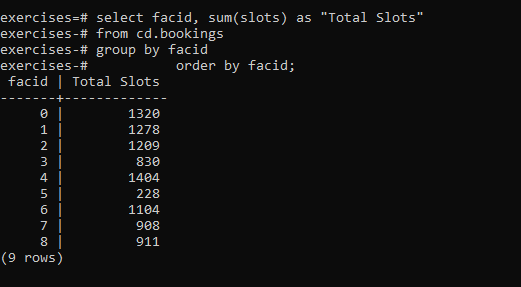 exercises=# select facid, sum(slots) as "Total Slots"
exercises-# from cd.bookings
exercises-# group by facid
exercises-#           order by facid;
 facid | Total Slots
-------+-------------
     0 |        1320
     1 |        1278
     2 |        1209
     3 |         830
     4 |        1404
     5 |         228
     6 |        1104
     7 |         908
     8 |         911
(9 rows)